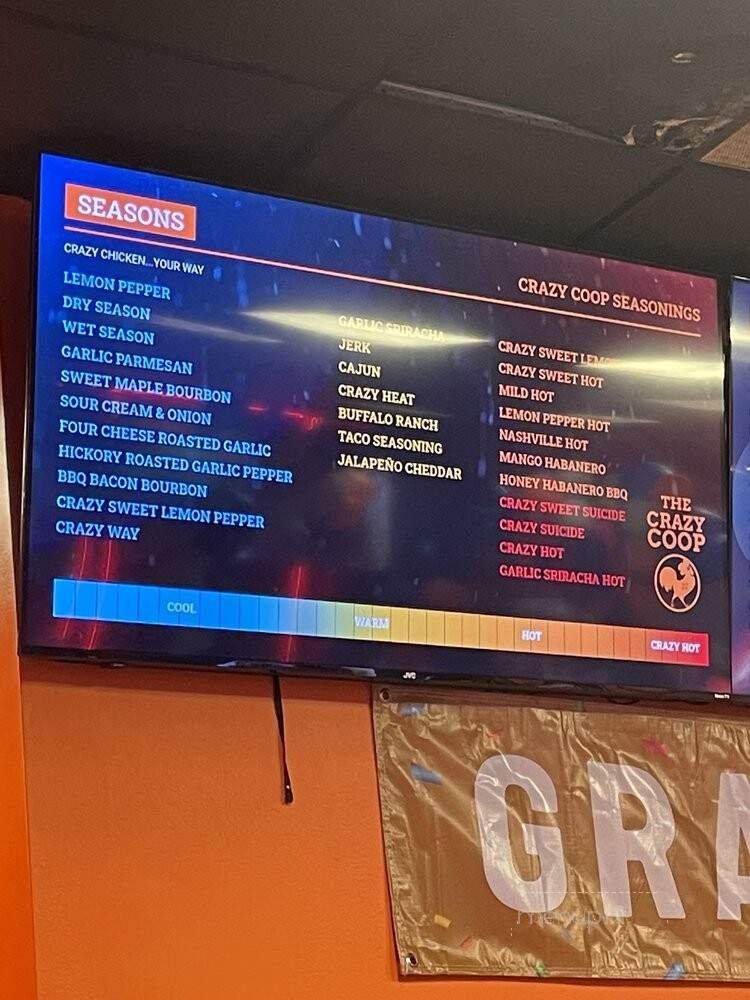 SEASONS
CRAZY CHICKEN...YOUR WAY
CRAZY COOP SEASONINGS
LEMON PEPPER
DRY SEASON
WET SEASON
GARLIC PARMESAN
SWEET MAPLE BOURBON
SOUR CREAM & ONION
FOUR CHEESE ROASTED GARLIC
HICKORY ROASTED GARLIC PEPPER
BBQ BACON BOURBON
CRAZY SWEET LEMON PEPPER
CRAZY WAY
GARLIC SRIRACHA
JERK
CAJUN
CRAZY HEAT
BUFFALO RANCH
TACO SEASONING
JALAPEÑO CHEDDAR
CRAZY SWEET
CRAZY SWEET HOT
MILD HOT
LEMON PEPPER HOT
NASHVILLE HOT
MANGO HABANERO
HONEY HABANERO BBQ
CRAZY SWEET SUICIDE
CRAZY SUICIDE
CRAZY HOT
GARLIC SRIRACHA HOT
THE
CRAZY
COOP
COOL
WARM
HOT
CRAZY HOT
JVC
GRA